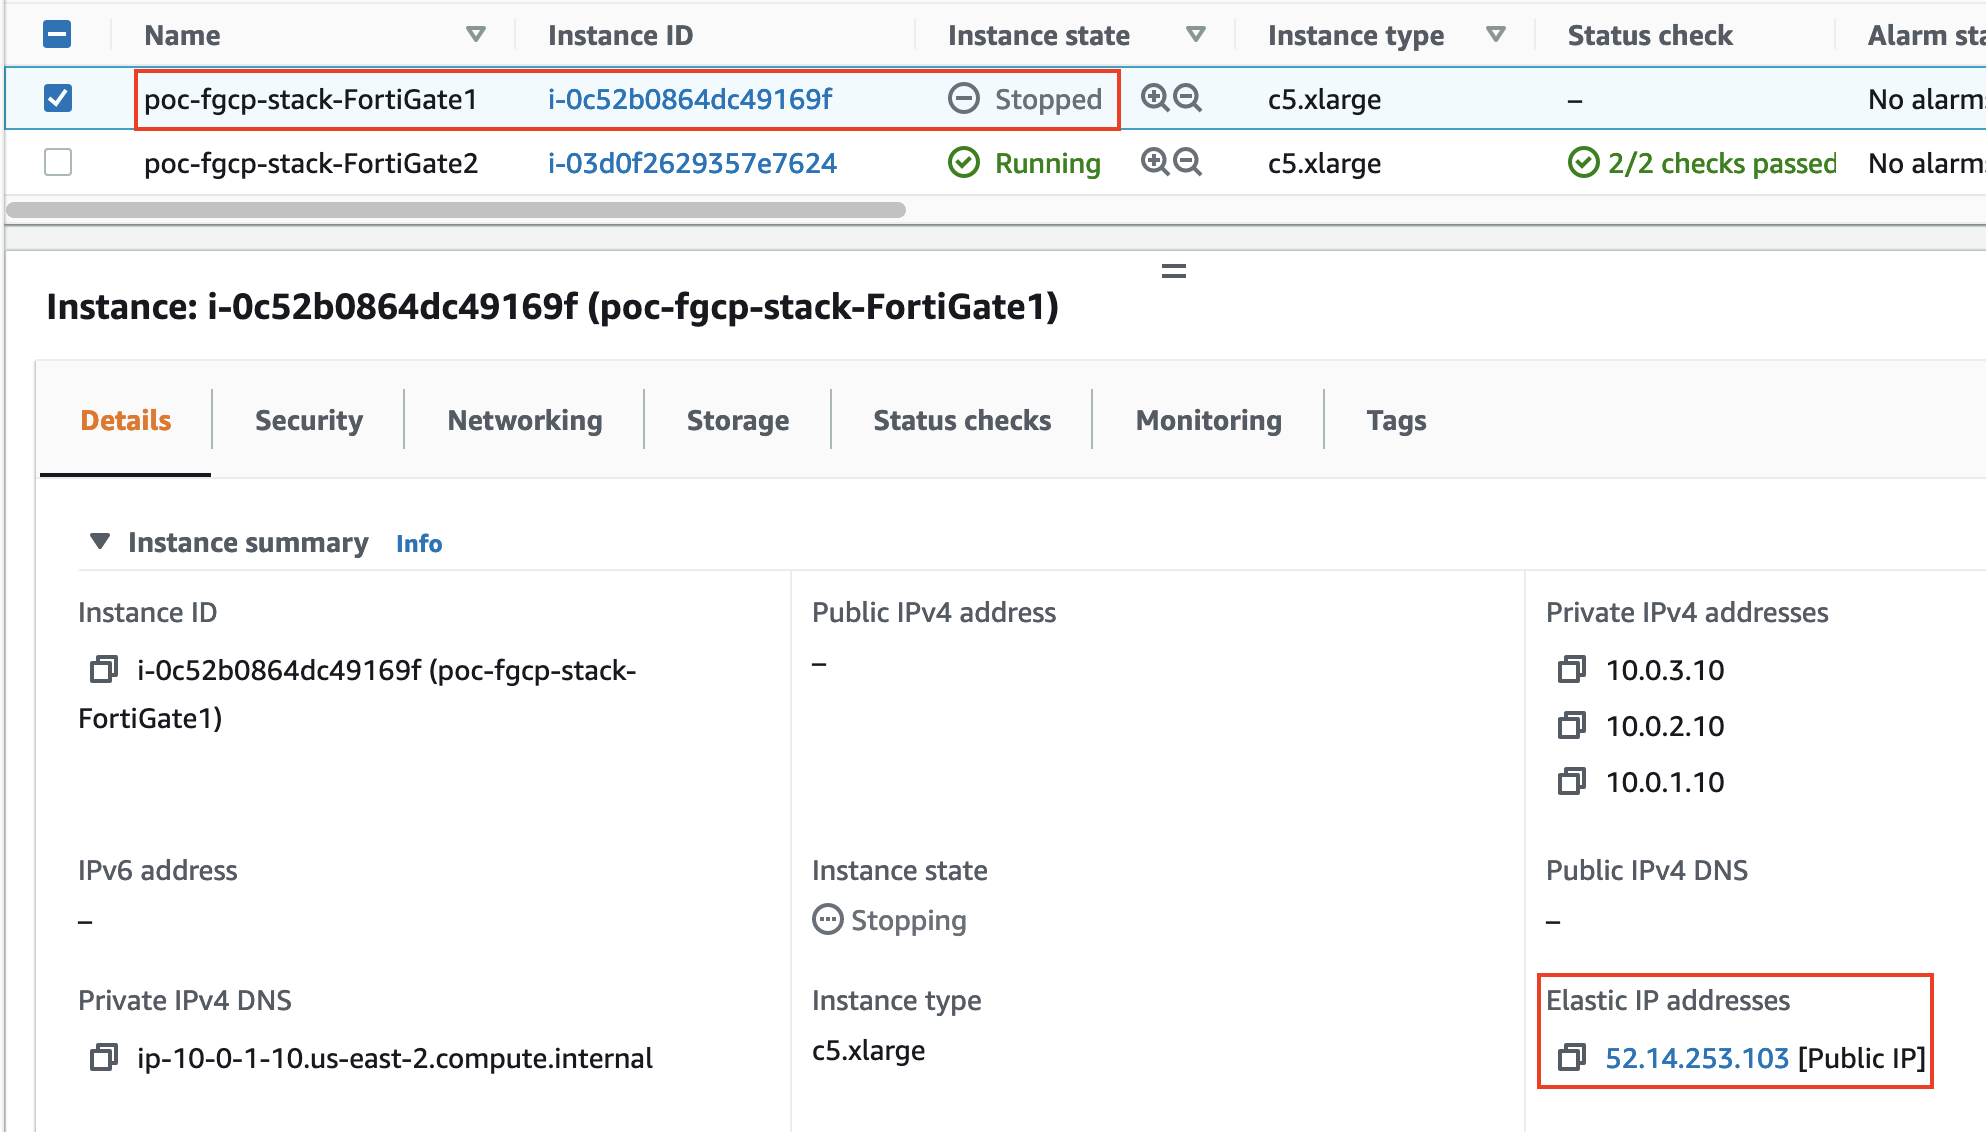 Name Instance ID Instance state Instance type Status check Alarm sta
poc-fgcp-stack-FortiGate1 i-0c52b0864dc49169f Stopped c5.xlarge – No alarms
poc-fgcp-stack-FortiGate2 i-03d0f2629357e7624 Running c5.xlarge 2/2 checks passed No alarms
Instance: i-0c52b0864dc49169f (poc-fgcp-stack-FortiGate1)
Details Security Networking Storage Status checks Monitoring Tags
Instance summary Info
Instance ID
i-0c52b0864dc49169f (poc-fgcp-stack-
FortiGate1)
Public IPv4 address
–
Private IPv4 addresses
10.0.3.10
10.0.2.10
10.0.1.10
IPv6 address
–
Instance state
Stopping
Public IPv4 DNS
–
Private IPv4 DNS
ip-10-0-1-10.us-east-2.compute.internal
Instance type
c5.xlarge
Elastic IP addresses
52.14.253.103 [Public IP]